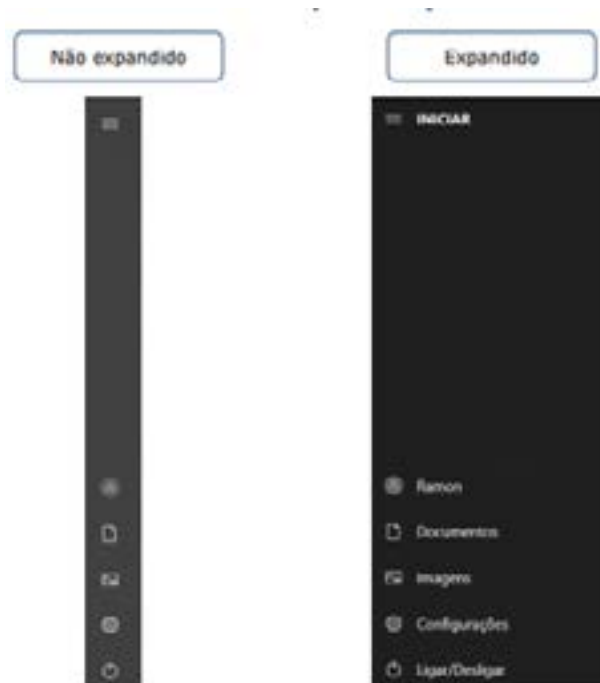 Não expandido
Expandido
INICIAR
Ramon
Documentos
Imagens
Configurações
Ligar/Desligar